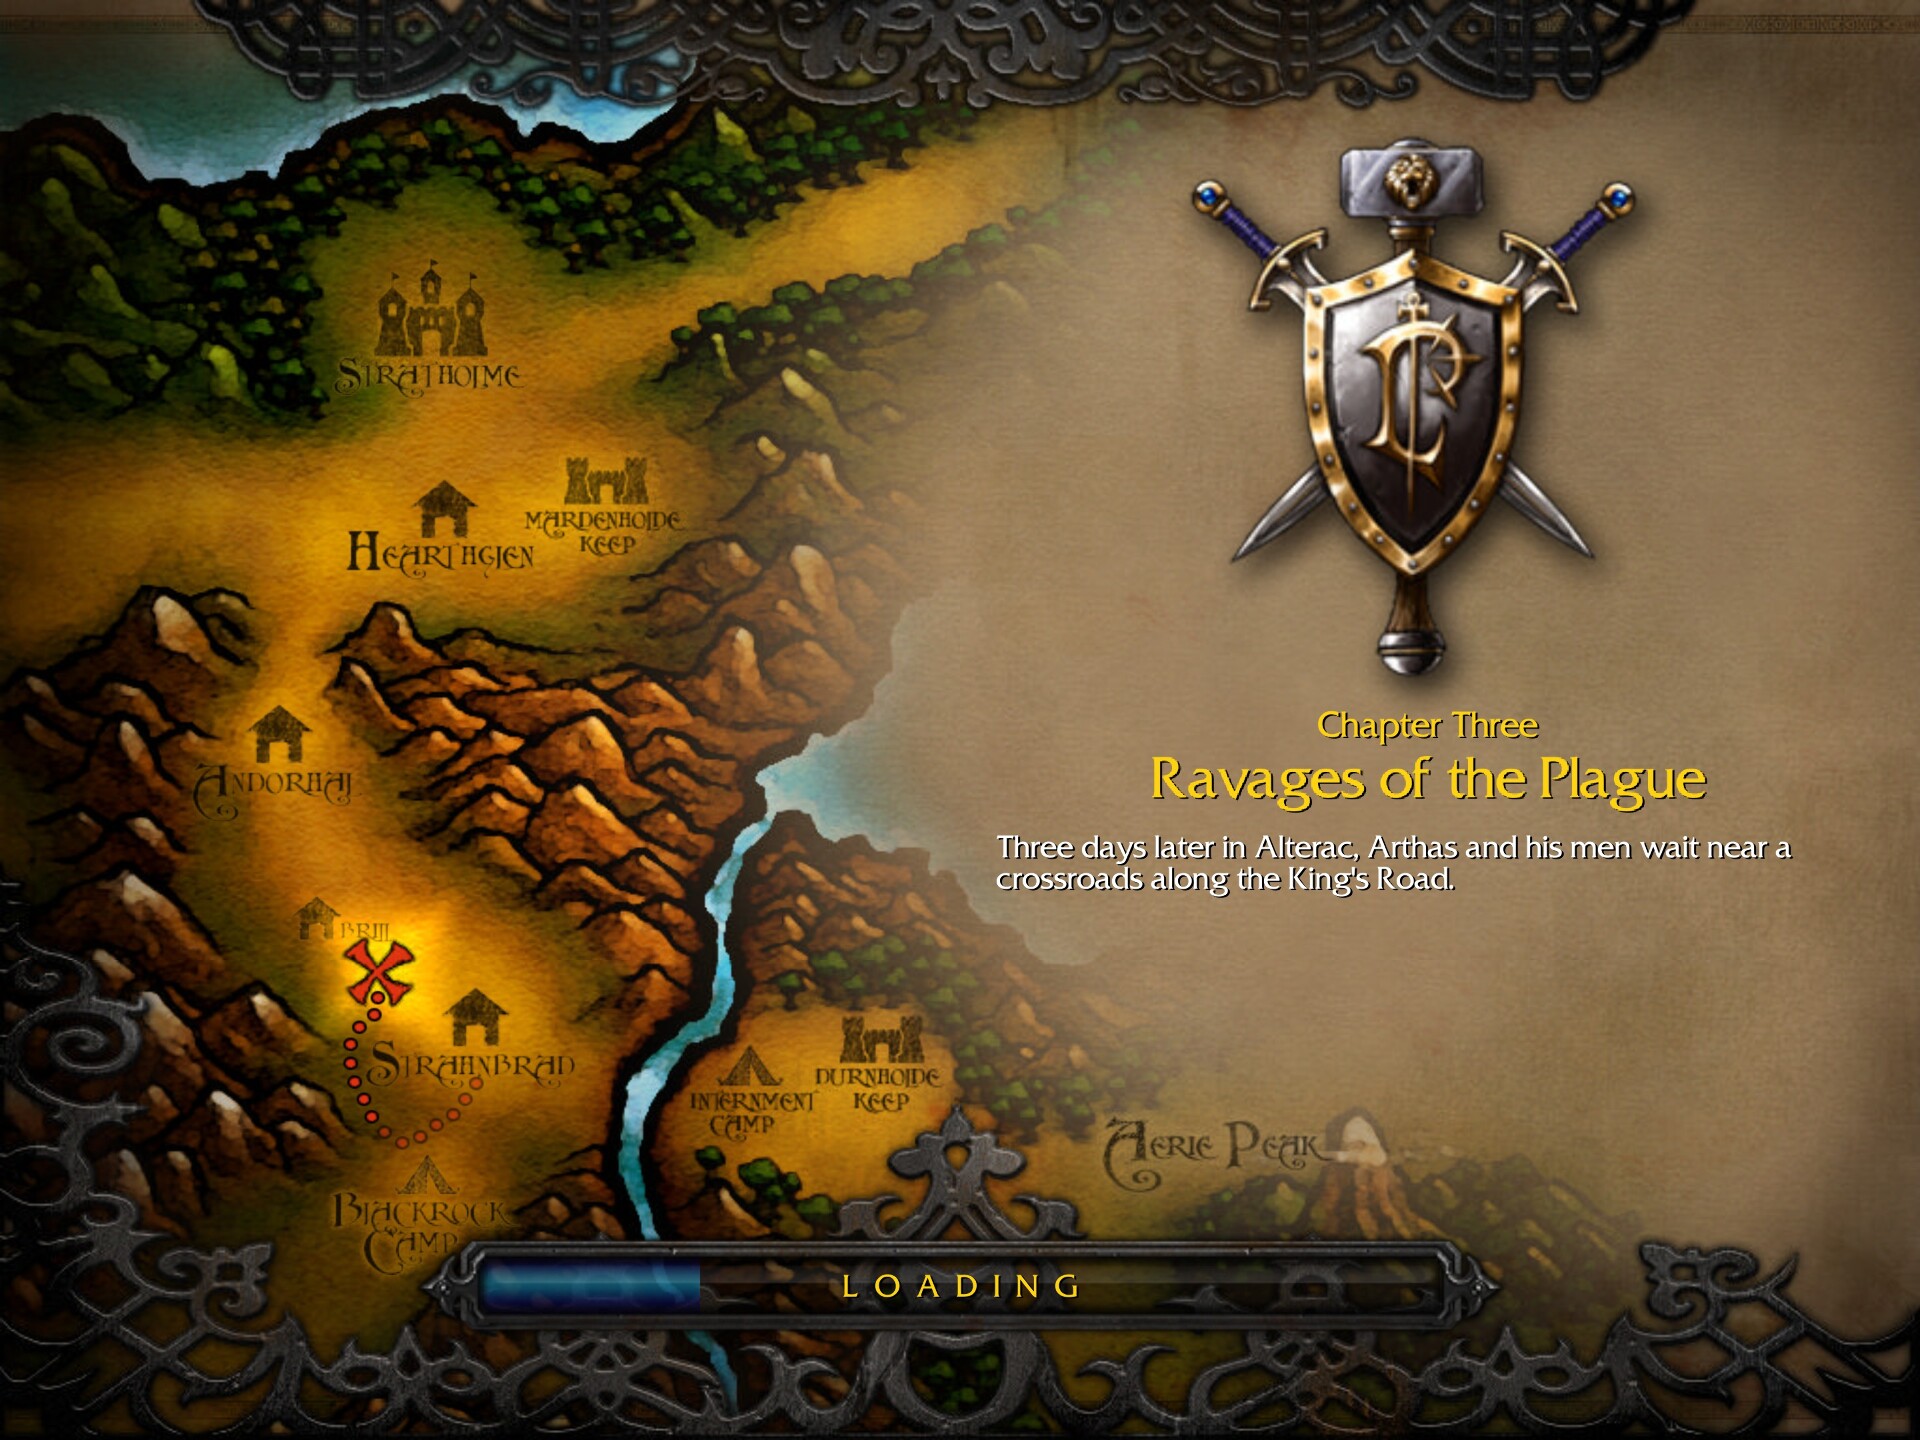 Stratholme
Mardenholde
Keep
Hearthglen
Andorhal
Chapter Three
Ravages of the Plague
Three days later in Alterac, Arthas and his men wait near a
crossroads along the King's Road.
Brill
Strahnbrad
Internment
Camp
Durnholde
Keep
Aerie Peak
Blackrock
Camp
LOADING